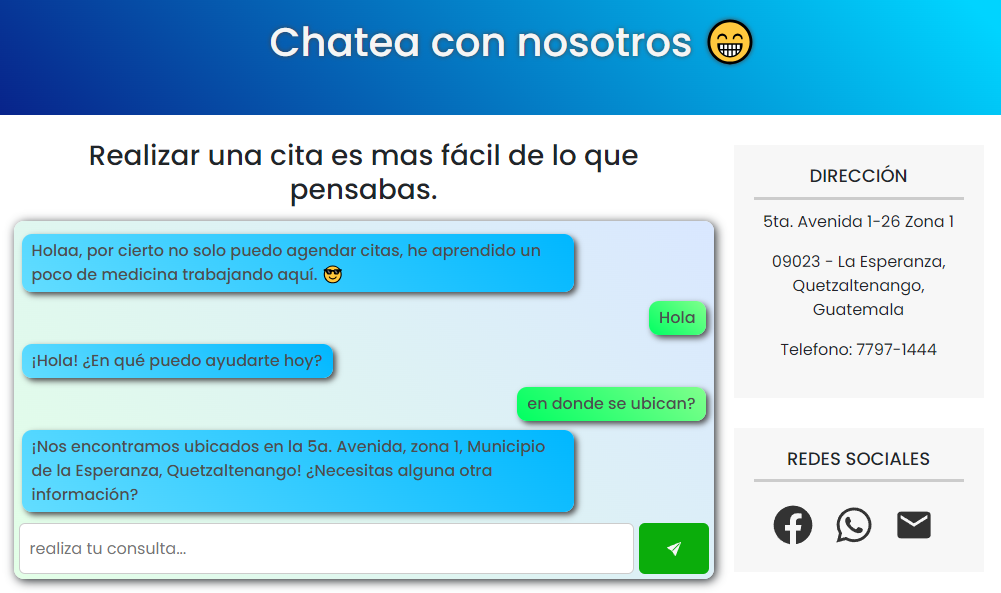 Chatea con nosotros 😁
Realizar una cita es mas fácil de lo que
pensabas.
Holaa, por cierto no solo puedo agendar citas, he aprendido un
poco de medicina trabajando aquí. 😎
Hola
¡Hola! ¿En qué puedo ayudarte hoy?
en donde se ubican?
¡Nos encontramos ubicados en la 5a. Avenida, zona 1, Municipio
de la Esperanza, Quetzaltenango! ¿Necesitas alguna otra
información?
realiza tu consulta...
DIRECCIÓN
5ta. Avenida 1-26 Zona 1
09023 - La Esperanza,
Quetzaltenango,
Guatemala
Telefono: 7797-1444
REDES SOCIALES